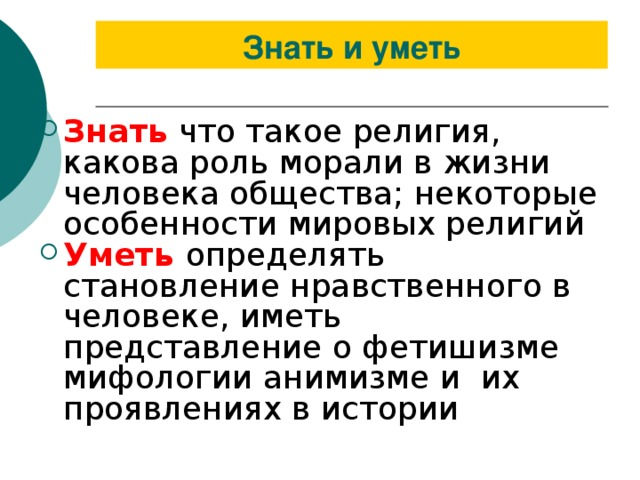 Знать и уметь
Знать что такое религия,
какова роль морали в жизни
человека общества; некоторые
особенности мировых религий
Уметь определять
становление нравственного в
человеке, иметь
представление о фетишизме
мифологии анимизме и  их
проявлениях в истории